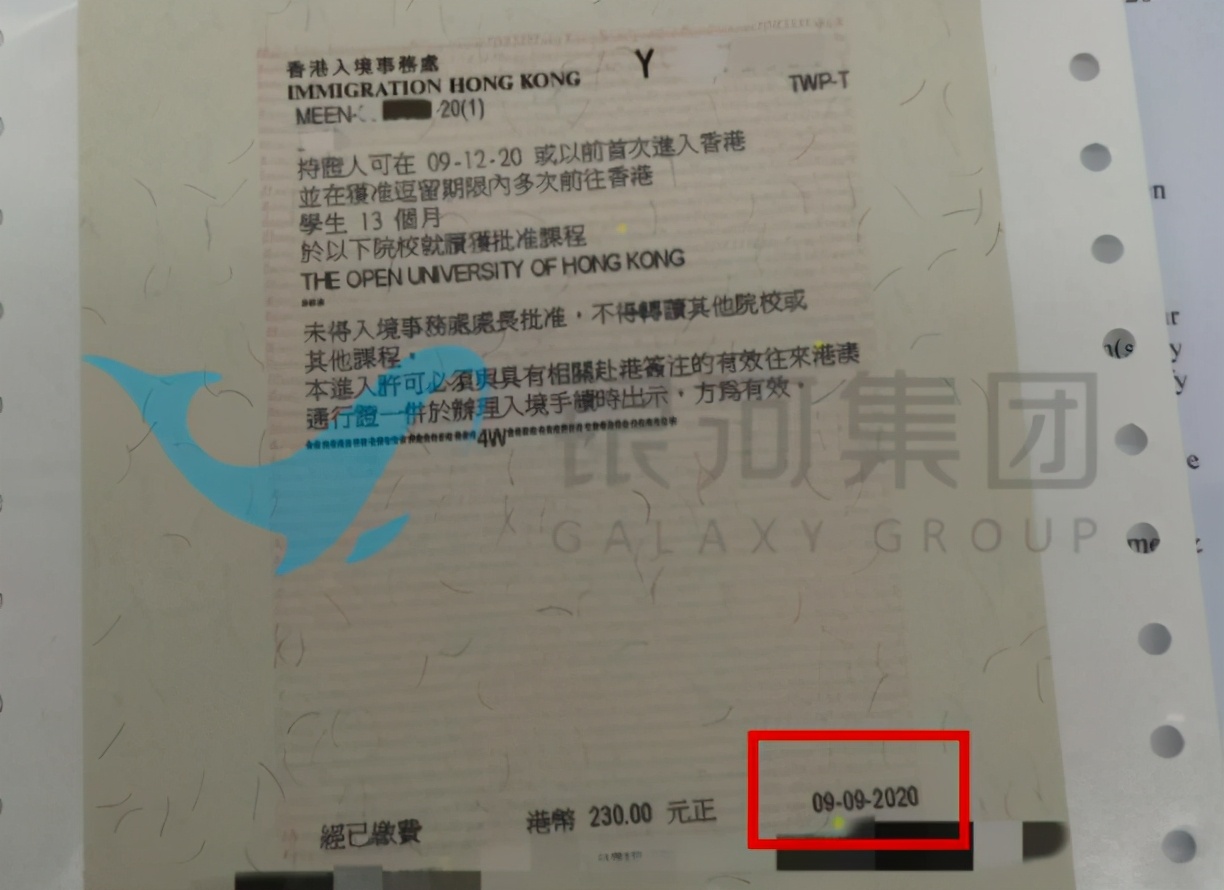 香港入境事務處
IMMIGRATION HONG KONG
Y
TWP-T
MEEN- 20(1)
持證人可在 09-12-20 或以前首次進入香港
並在獲准逗留期限內多次前往香港
學生 13 個月
於以下院校就讀獲批准課程
THE OPEN UNIVERSITY OF HONG KONG
***
未得入境事務處處長批准，不得轉讀其他院校或
其他課程。
本進入許可必須與具有相關赴港簽注的有效往來港澳
通行證一併於辦理入境手續時出示，方為有效。
4W
银河集团
GALAXY GROUP
經已繳費
港幣 230.00 元正
09-09-2020
n
y
e